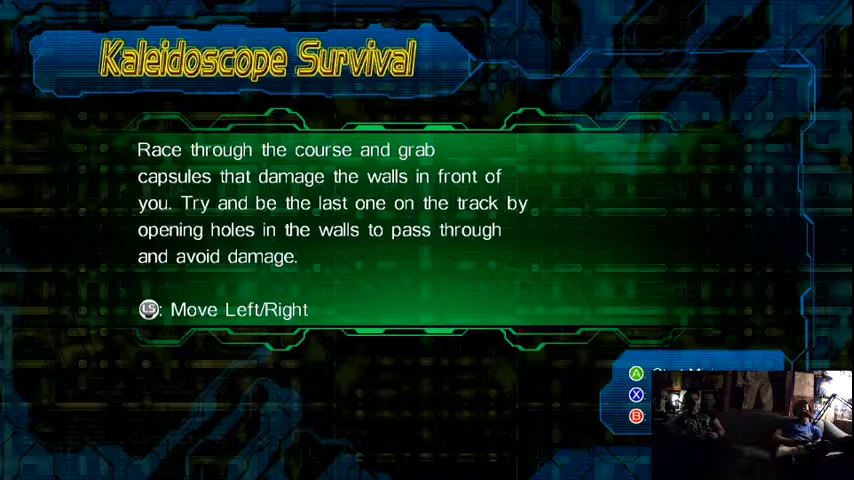 Kaleidoscope Survival
Race through the course and grab
capsules that damage the walls in front of
you. Try and be the last one on the track by
opening holes in the walls to pass through
and avoid damage.
LS: Move Left/Right
A:
X:
B: